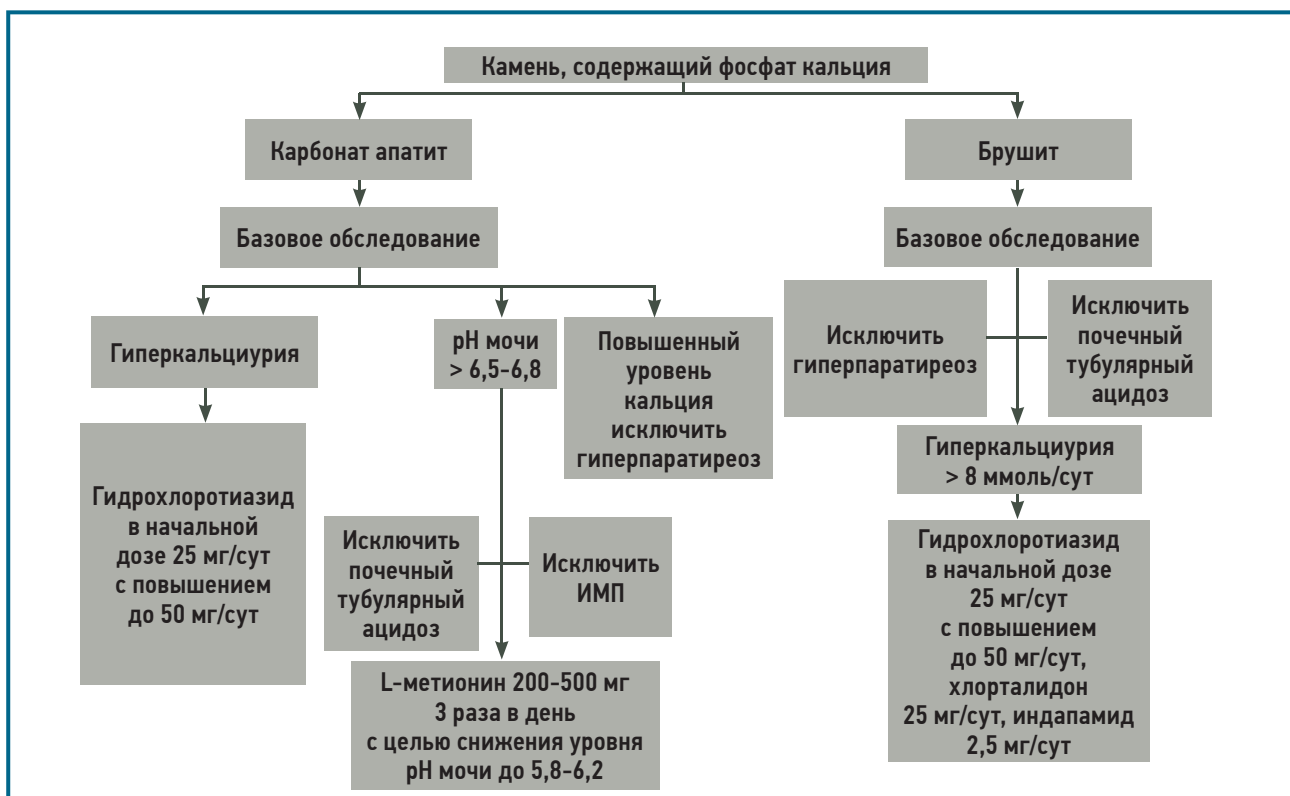 Камень, содержащий фосфат кальция
Карбонат апатит
Брушит
Базовое обследование
Базовое обследование
Гиперкальциурия
рН мочи
> 6,5-6,8
Повышенный
уровень
кальция
исключить
гиперпаратиреоз
Исключить
гиперпаратиреоз
Исключить
почечный
тубулярный
ацидоз
Гидрохлоротиазид
в начальной
дозе 25 мг/сут
с повышением
до 50 мг/сут
Исключить
почечный
тубулярный
ацидоз
Исключить
ИМП
Гиперкальциурия
> 8 ммоль/сут
L-метионин 200-500 мг
3 раза в день
с целью снижения уровня
рН мочи до 5,8-6,2
Гидрохлоротиазид
в начальной дозе
25 мг/сут
с повышением
до 50 мг/сут,
хлорталидон
25 мг/сут, индапамид
2,5 мг/сут